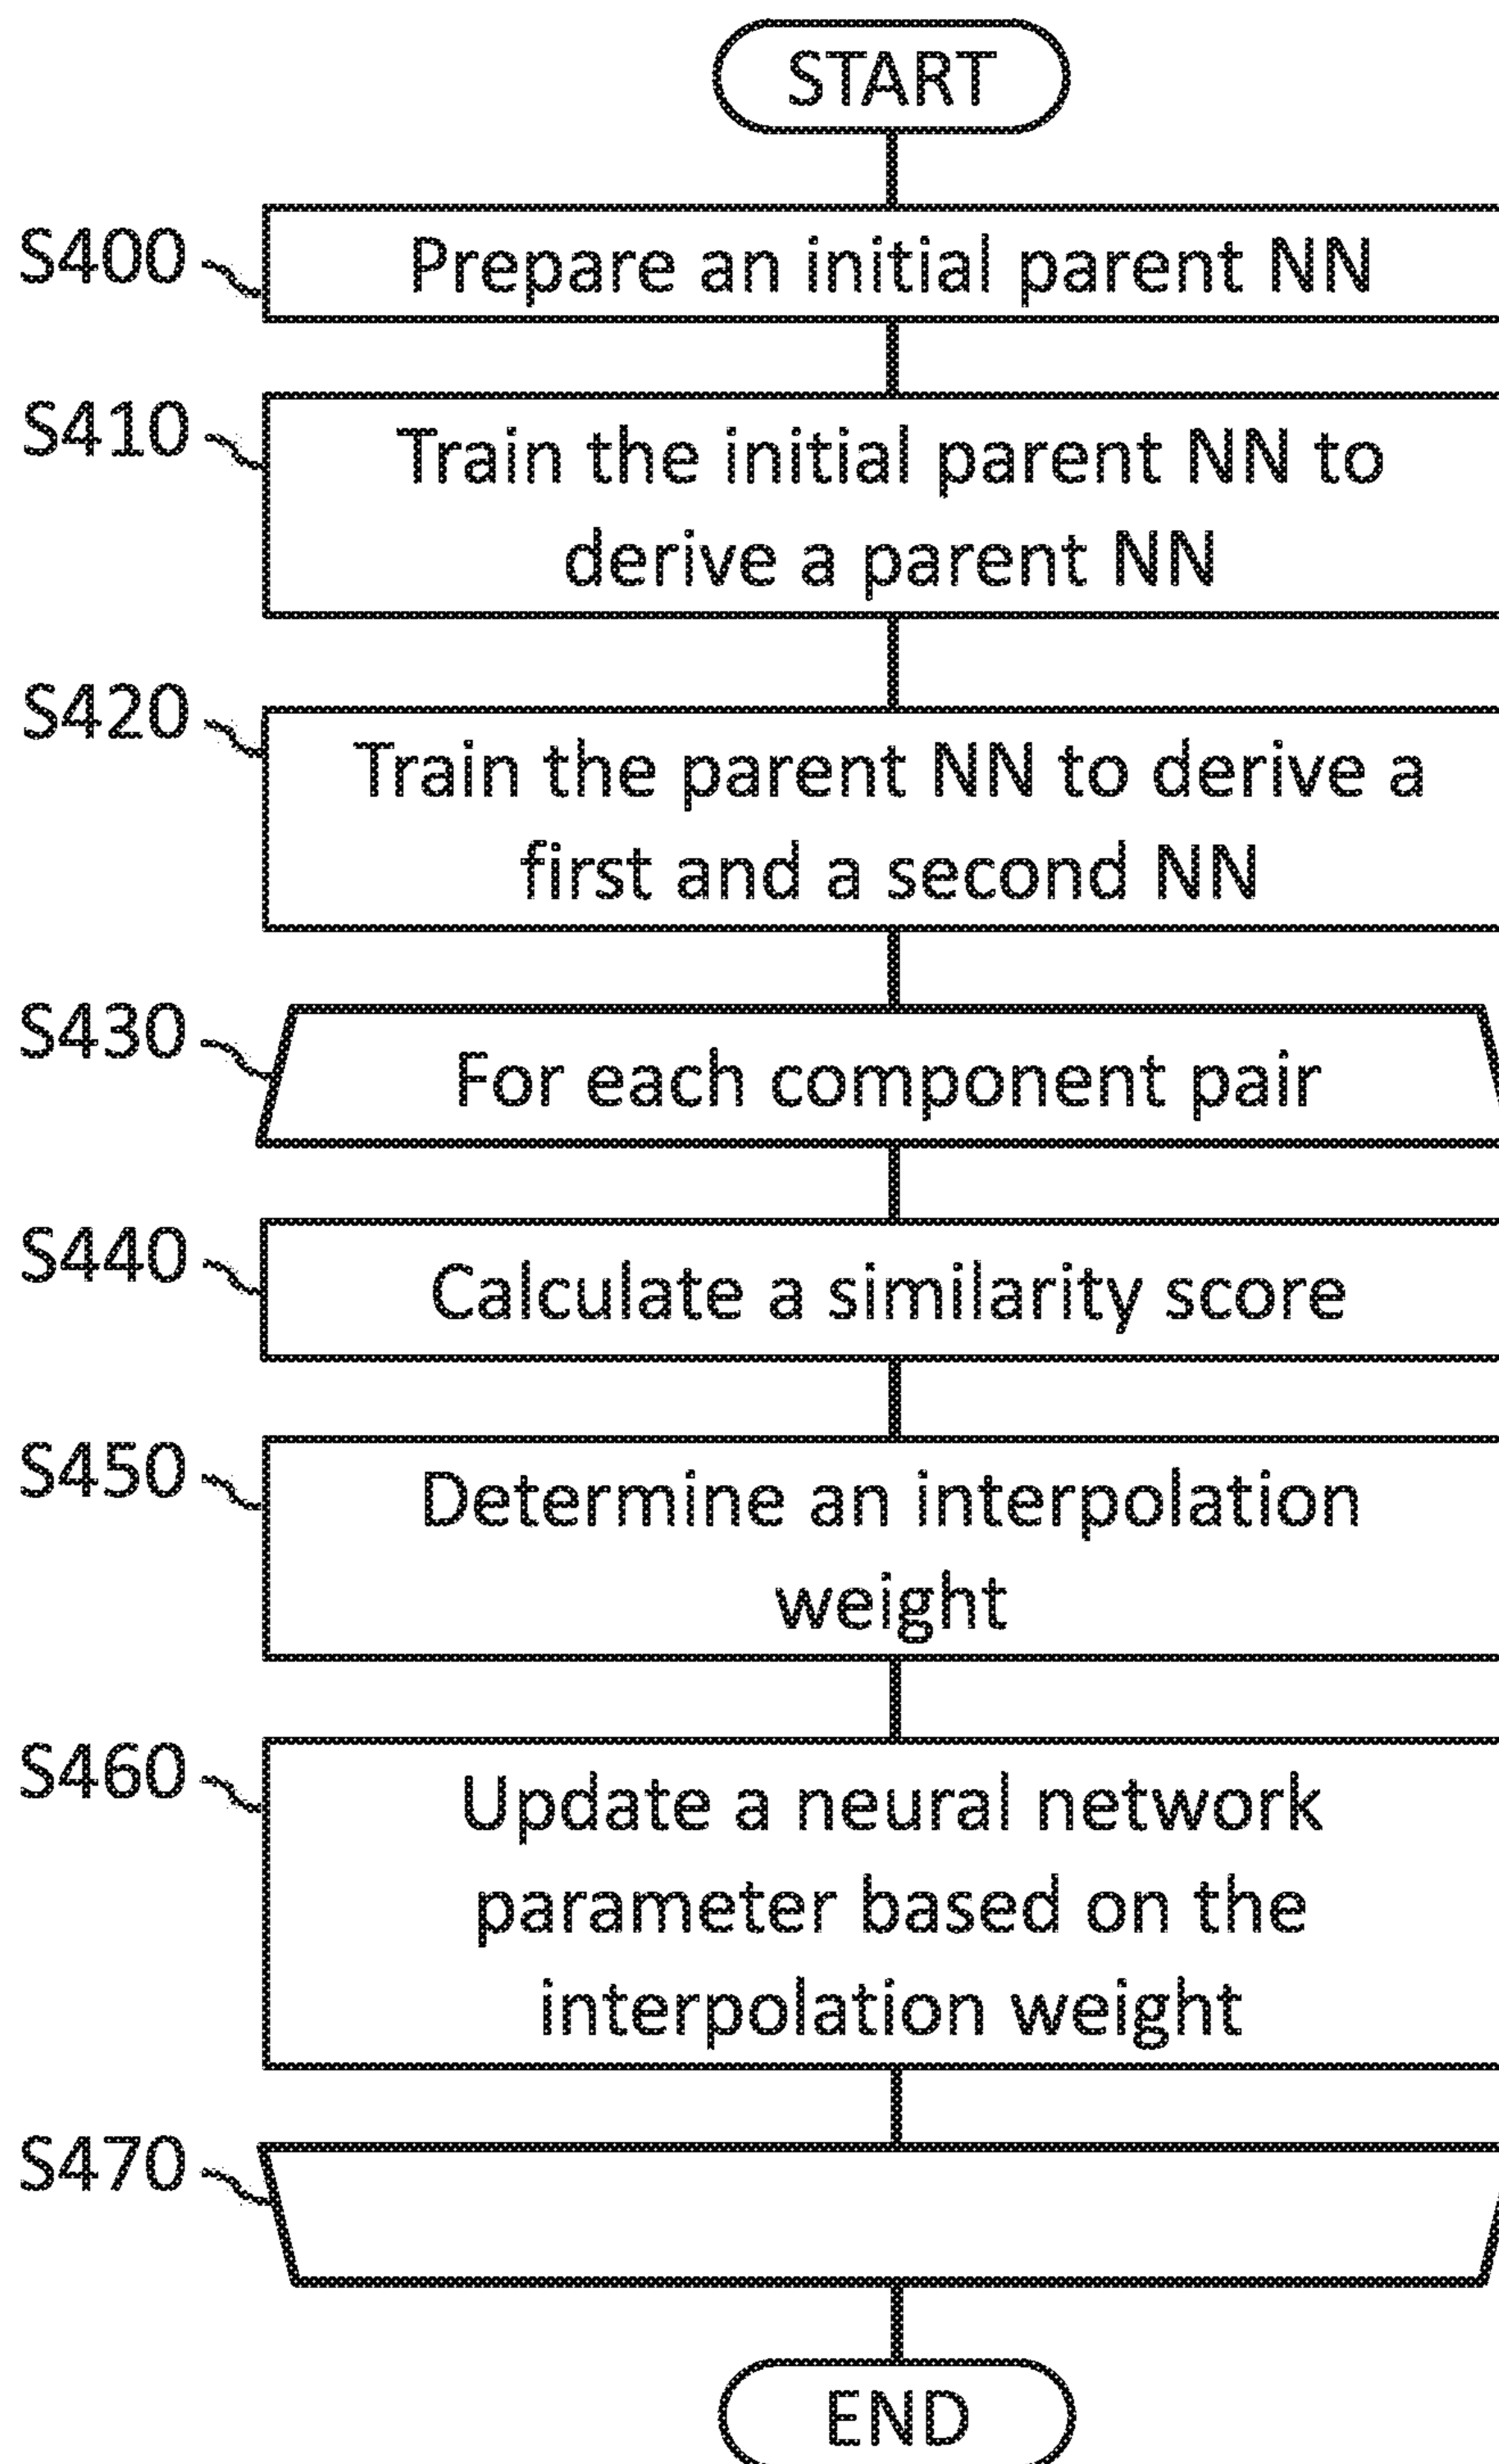 START
S400
Prepare an initial parent NN
S410
Train the initial parent NN to
derive a parent NN
S420
Train the parent NN to derive a
first and a second NN
S430
For each component pair
S440
Calculate a similarity score
S450
Determine an interpolation
weight
S460
Update a neural network
parameter based on the
interpolation weight
S470
END